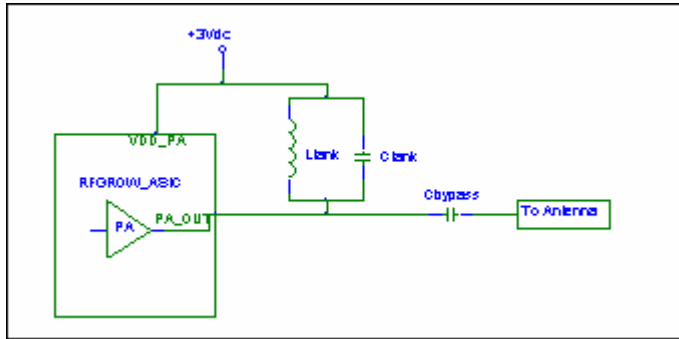 +3Vdc
VDD_PA
Ltank
Ctank
RFGROW_ASIC
Cbypass
PA_OUT
To Antenna
PA